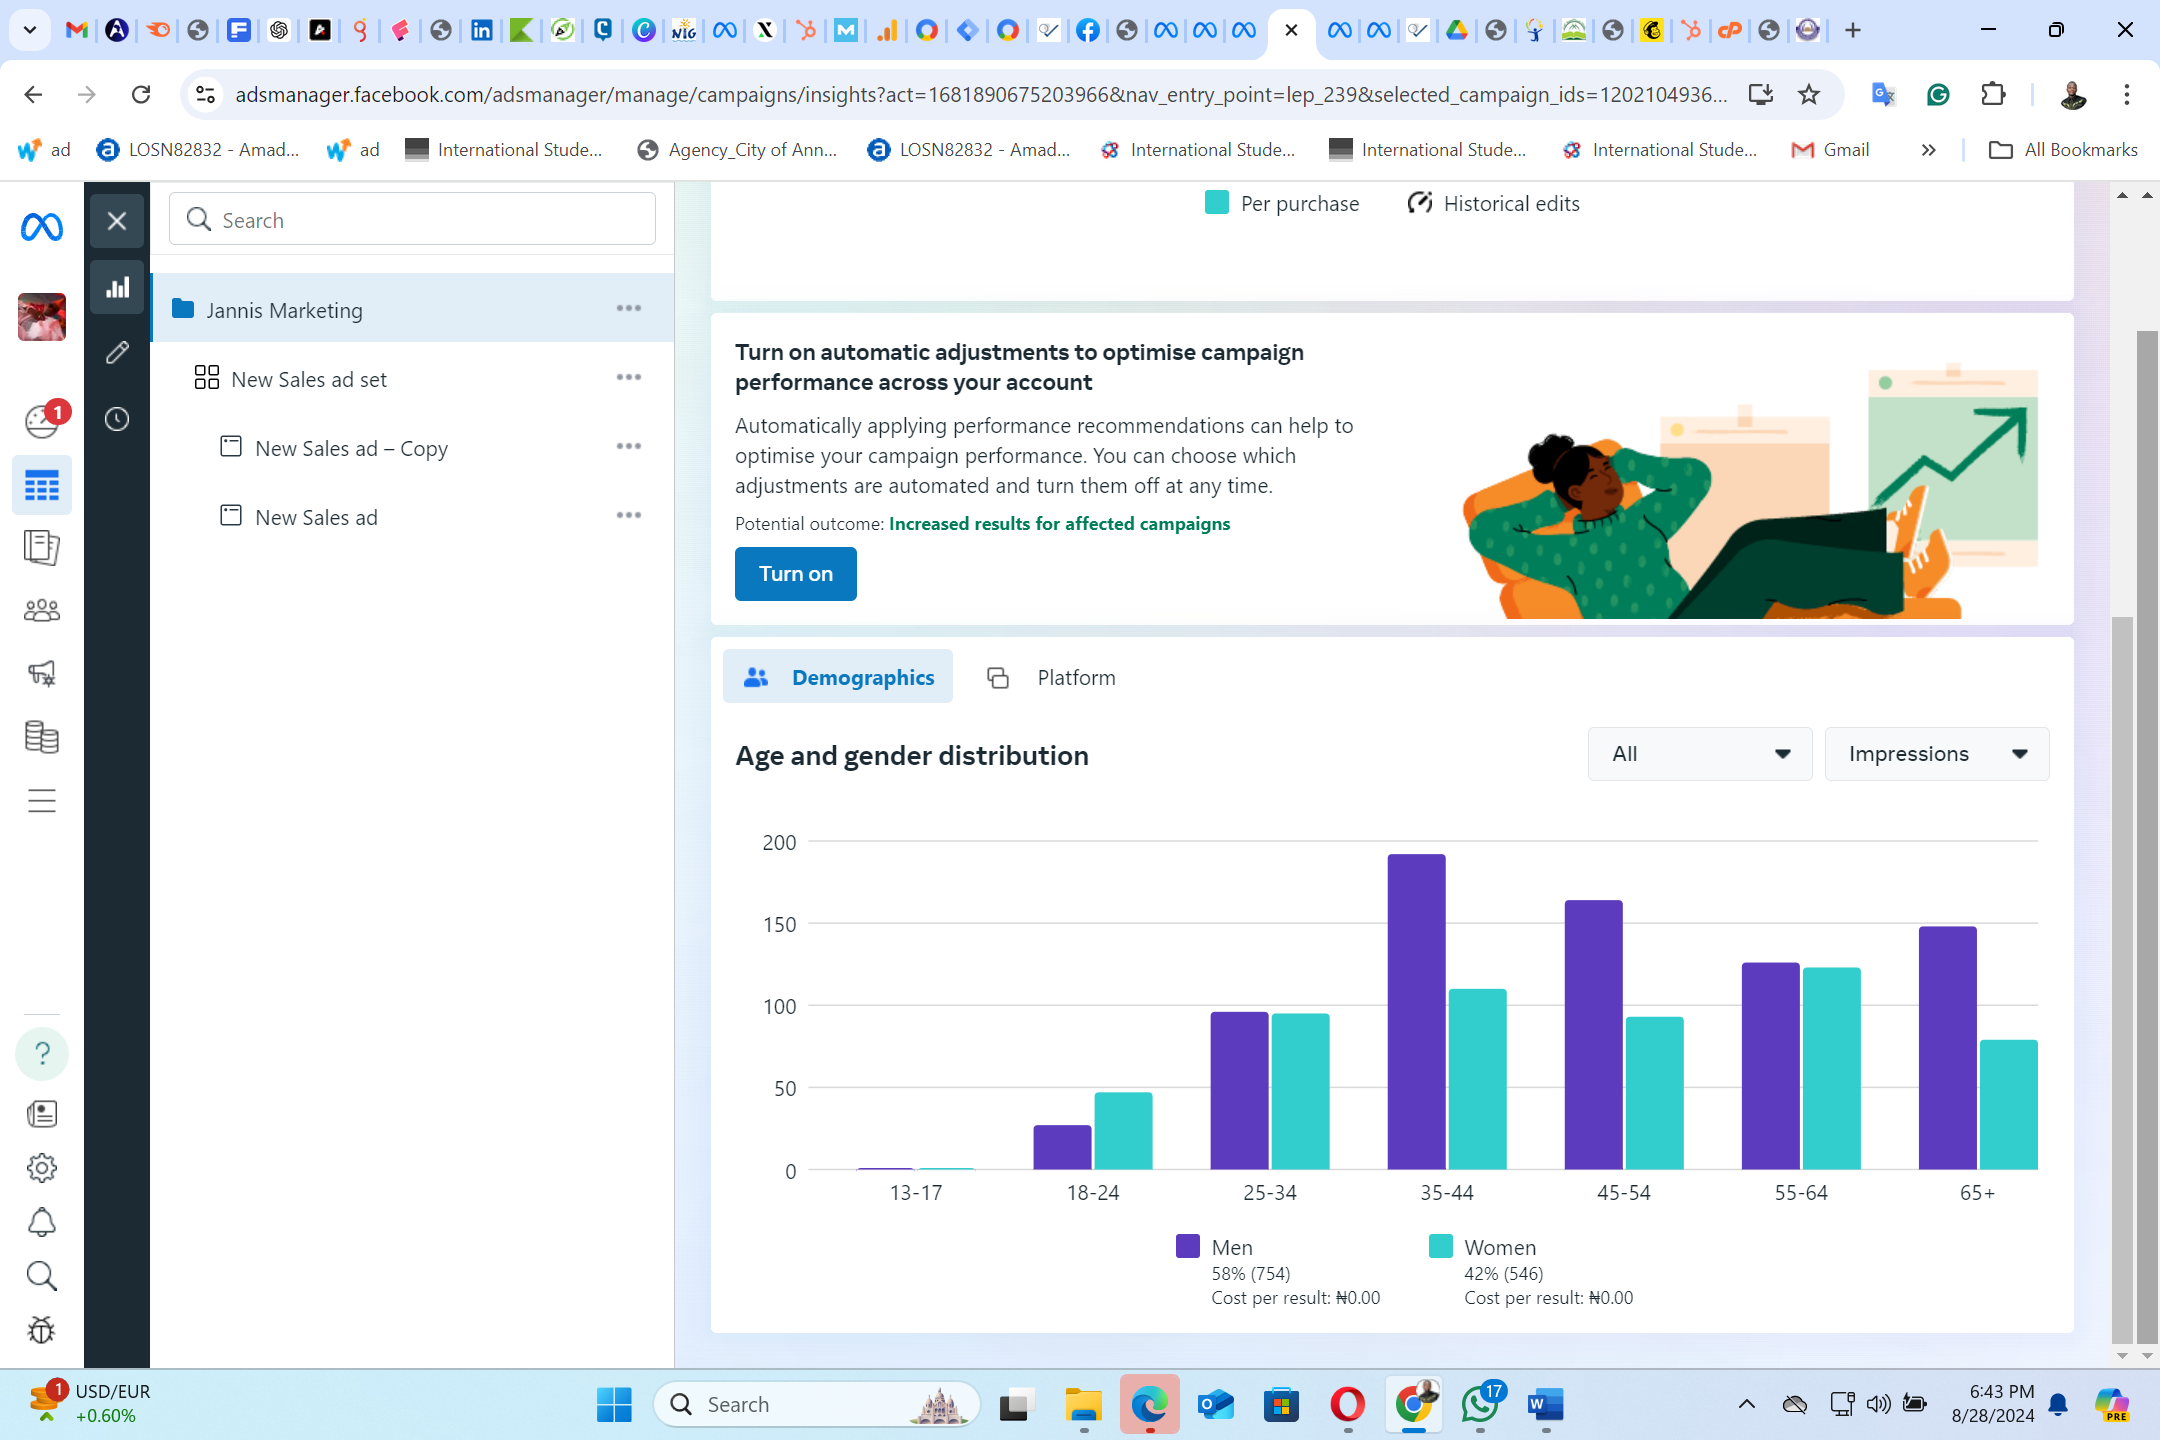 adsmanager.facebook.com/adsmanager/manage/campaigns/insights?act=1681890675203966&nav_entry_point=lep_239&selected_campaign_ids=1202104936...
ad
LOSN82832 - Amad...
ad
International Stude...
Agency_City of Ann...
LOSN82832 - Amad...
International Stude...
International Stude...
International Stude...
Gmail
All Bookmarks
Search
Per purchase
Historical edits
Jannis Marketing
New Sales ad set
New Sales ad – Copy
New Sales ad
1
Turn on automatic adjustments to optimise campaign
performance across your account
Automatically applying performance recommendations can help to
optimise your campaign performance. You can choose which
adjustments are automated and turn them off at any time.
Potential outcome: Increased results for affected campaigns
Turn on
Demographics
Platform
Age and gender distribution
All
Impressions
200
150
100
50
0
13-17
18-24
25-34
35-44
45-54
55-64
65+
Men
58% (754)
Cost per result: ₦0.00
Women
42% (546)
Cost per result: ₦0.00
1
USD/EUR
+0.60%
Search
17
6:43 PM
8/28/2024
PRE